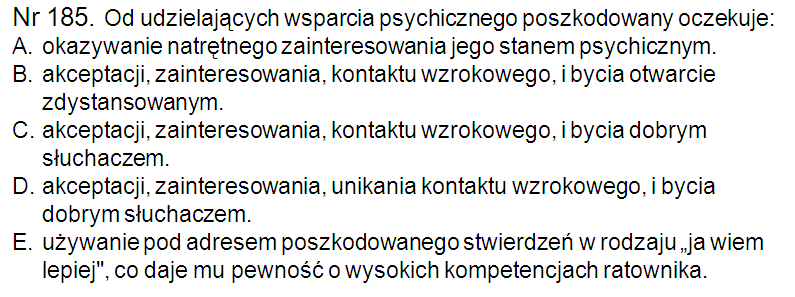 Nr 185. Od udzielających wsparcia psychicznego poszkodowany oczekuje:
A. okazywanie natrętnego zainteresowania jego stanem psychicznym.
B. akceptacji, zainteresowania, kontaktu wzrokowego, i bycia otwarcie
zdystansowanym.
C. akceptacji, zainteresowania, kontaktu wzrokowego, i bycia dobrym
słuchaczem.
D. akceptacji, zainteresowania, unikania kontaktu wzrokowego, i bycia
dobrym słuchaczem.
E. używanie pod adresem poszkodowanego stwierdzeń w rodzaju „ja wiem
lepiej", co daje mu pewność o wysokich kompetencjach ratownika.